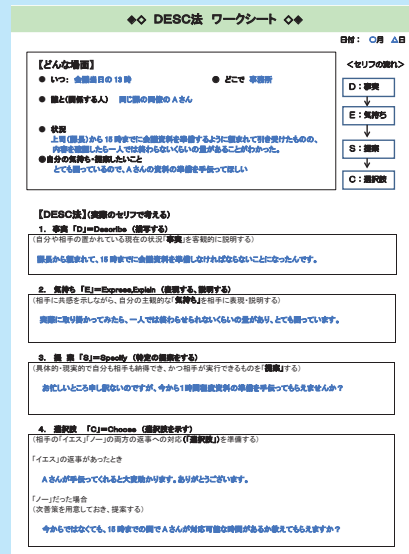 ◆◇ DESC法 ワークシート ◇◆
日付： 〇月 △日
【どんな場面】
● いつ： 会議当日の13時 ● どこで 事務所
● 誰と(関係する人) 同じ課の同僚のAさん
● 状況
上司（課長）から15時までに会議資料を準備するように頼まれて引き受けたものの、
内容を確認したら一人では終わらないくらいの量があることがわかった。
●自分の気持ち・提案したいこと
とても困っているので、Aさんの資料の準備を手伝ってほしい
＜セリフの流れ＞
D：事実
E：気持ち
S：提案
C：選択肢
【DESC法】(実際のセリフで考える)
1. 事実 「D」＝Describe （描写する）
（自分や相手の置かれている現在の状況「事実」を客観的に説明する）
課長から頼まれて、15時までに会議資料を準備しなければならないことになったんです。
2. 気持ち 「E」＝Express,Explain （表現する、説明する）
（相手に共感を示しながら、自分の主観的な「気持ち」を相手に表現・説明する）
実際に取り掛かってみたら、一人では終わらせられないくらいの量があり、とても困っています。
3. 提 案 「S」＝Specify （特定の提案をする）
（具体的・現実的で自分も相手も納得でき、かつ相手が実行できるものを「提案」する）
お忙しいところ申し訳ないのですが、今から1時間程度資料の準備を手伝ってもらえませんか？
4. 選択肢 「C」＝Choose （選択肢を示す）
（相手の「イエス」「ノー」の両方の返事への対応(「選択肢」)を準備する）
「イエス」の返事があったとき
Aさんが手伝ってくれると大変助かります。ありがとうございます。
「ノー」だった場合
（次善策を用意しておき、提案する）
今からではなくても、15時までの間でAさんが対応可能な時間があるか教えてもらえますか？